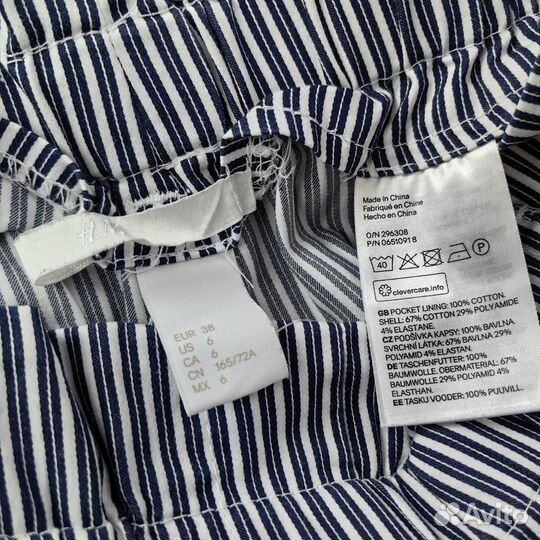 H&M
EUR 38
US 6
CA 6
CN 165/72A
MX 6
Made in China
Fabriqué en Chine
Hecho en China
O/N 296308
P/N 0651091 8
40
P
clevercare.info
GB POCKET LINING: 100% COTTON.
SHELL: 67% COTTON 29% POLYAMIDE
4% ELASTANE.
CZ PODŠÍVKA KAPSY: 100% BAVLNA.
SVRCHNÍ LÁTKA: 67% BAVLNA 29%
POLYAMID 4% ELASTAN.
DE TASCHENFUTTER: 100%
BAUMWOLLE. OBERMATERIAL: 67%
BAUMWOLLE 29% POLYAMID 4%
ELASTHAN.
EE TASKU VOODER: 100% PUUVILL.
Avito